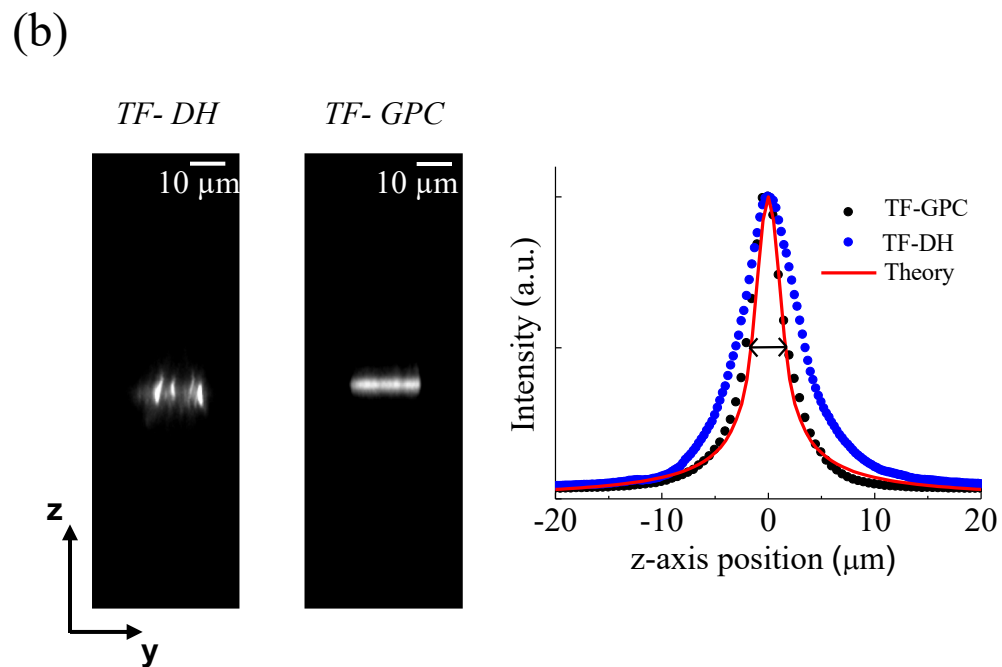 (b)
TF- DH
TF- GPC
10 µm
10 µm
z
y
Intensity (a.u.)
TF-GPC
TF-DH
Theory
-20 -10 0 10 20
z-axis position (µm)